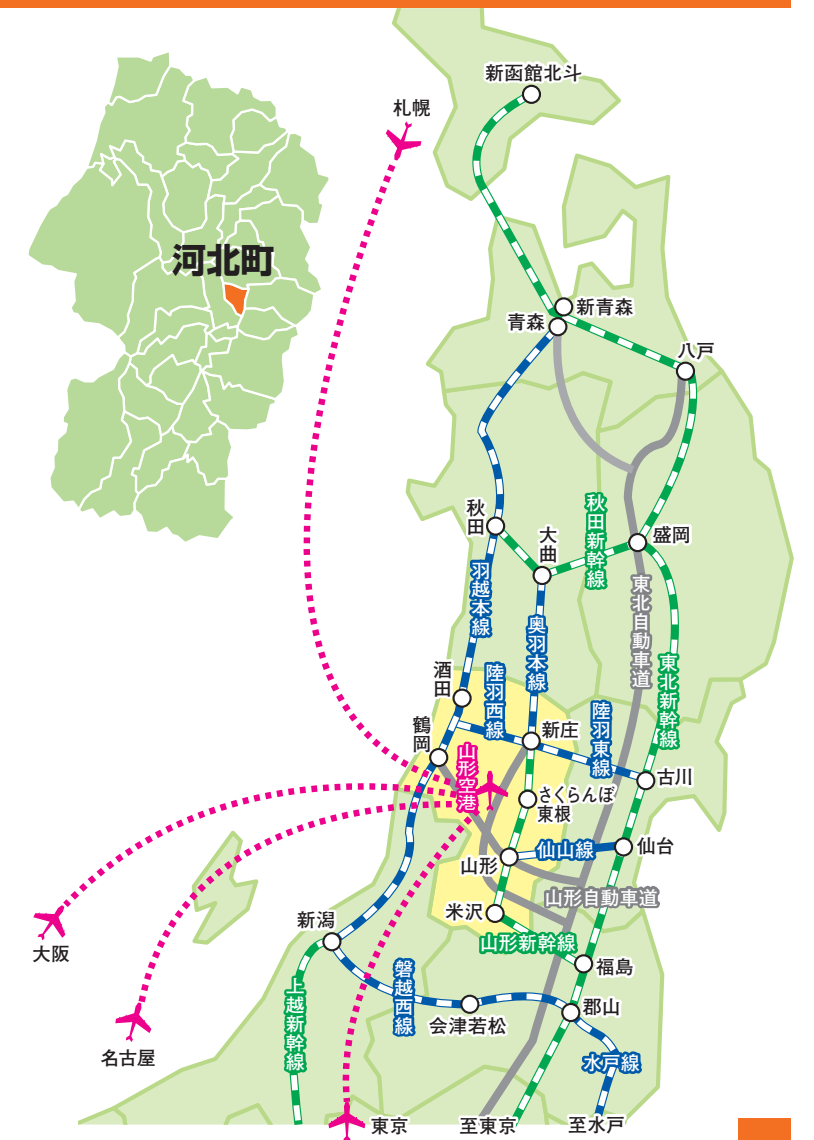 新函館北斗
札幌
河北町
新青森
青森
八戸
秋田
大曲
秋田新幹線
盛岡
羽越本線
奥羽本線
東北自動車道
東北新幹線
酒田
陸羽西線
鶴岡
新庄
陸羽東線
山形空港
古川
さくらんぼ
東根
仙山線
仙台
山形
山形自動車道
米沢
新潟
山形新幹線
大阪
福島
磐越西線
上越新幹線
会津若松
郡山
名古屋
水戸線
東京
至東京
至水戸